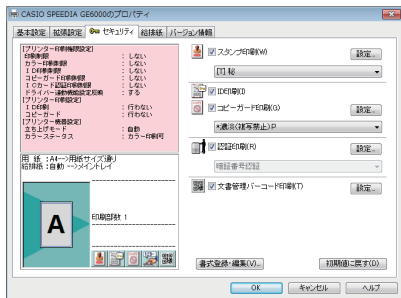 CASIO SPEEDIA GE6000のプロパティ
基本設定 拡張設定 セキュリティ 給排紙 バージョン情報
[プリンター印刷権限設定]
印刷制限 : しない
カラー印刷制限 : しない
ID印刷制限 : しない
コピーガード印刷制限 : しない
ICカード認証印刷制限 : しない
ドライバー連動機能設定反映 : する
[プリンター印刷設定]
ID印刷 : 行わない
コピーガード : 行わない
[プリンター機器設定]
立ち上げモード : 自動
カラーステータス : カラー印刷可
用 紙 :A4-->用紙サイズ通り
給排紙 :自動 -->メイントレイ
A
印刷部数 1
スタンプ印刷(W) 設定...
[1] 秘
ID印刷(I)
コピーガード印刷(G) 設定...
*濃淡(複写禁止)P
認証印刷(R) 設定...
暗証番号認証
文書管理バーコード印刷(T) 設定...
書式登録・編集(V)... 初期値に戻す(D)
OK キャンセル ヘルプ